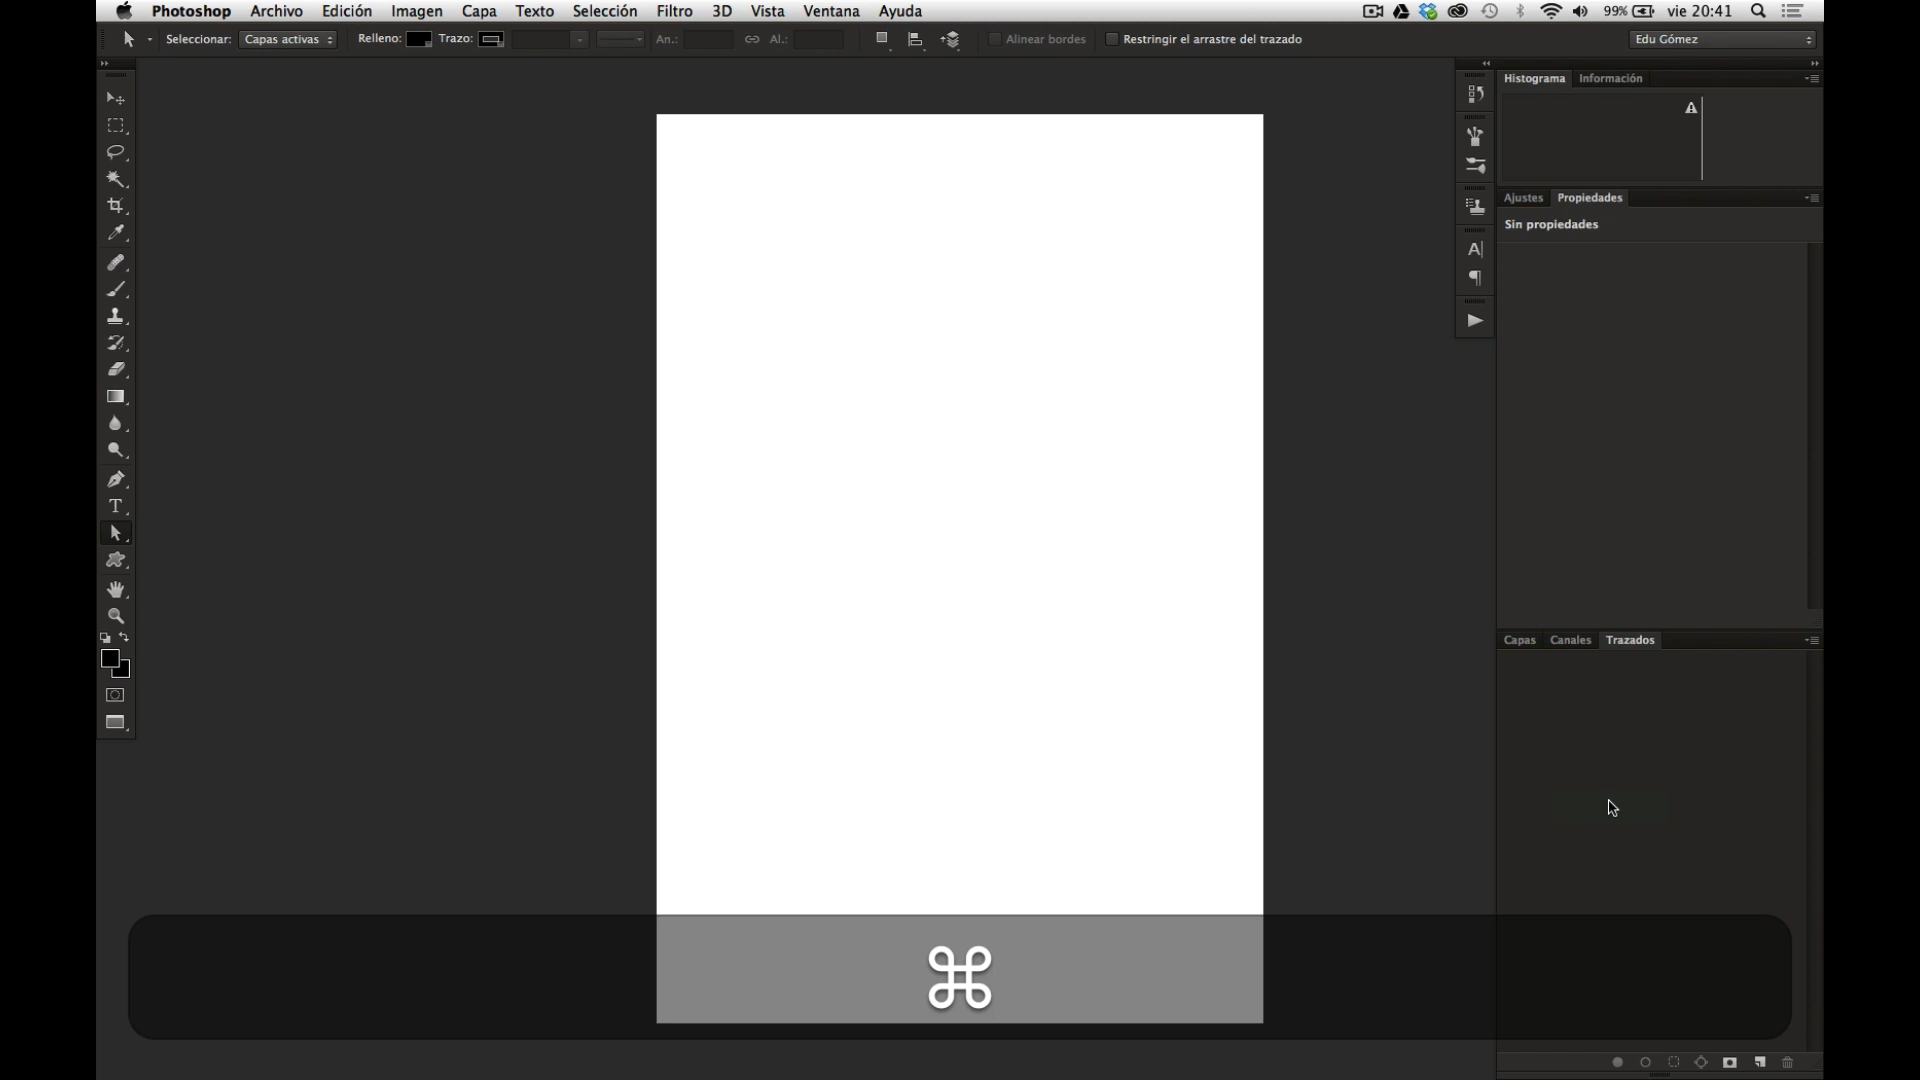 Photoshop Archivo Edición Imagen Capa Texto Selección Filtro 3D Vista Ventana Ayuda 99% vie 20:41
Seleccionar: Capas activas Relleno: Trazo: An.: Al.: Alinear bordes Restringir el arrastre del trazado Edu Gómez
Histograma Información
Ajustes Propiedades
Sin propiedades
Capas Canales Trazados
⌘